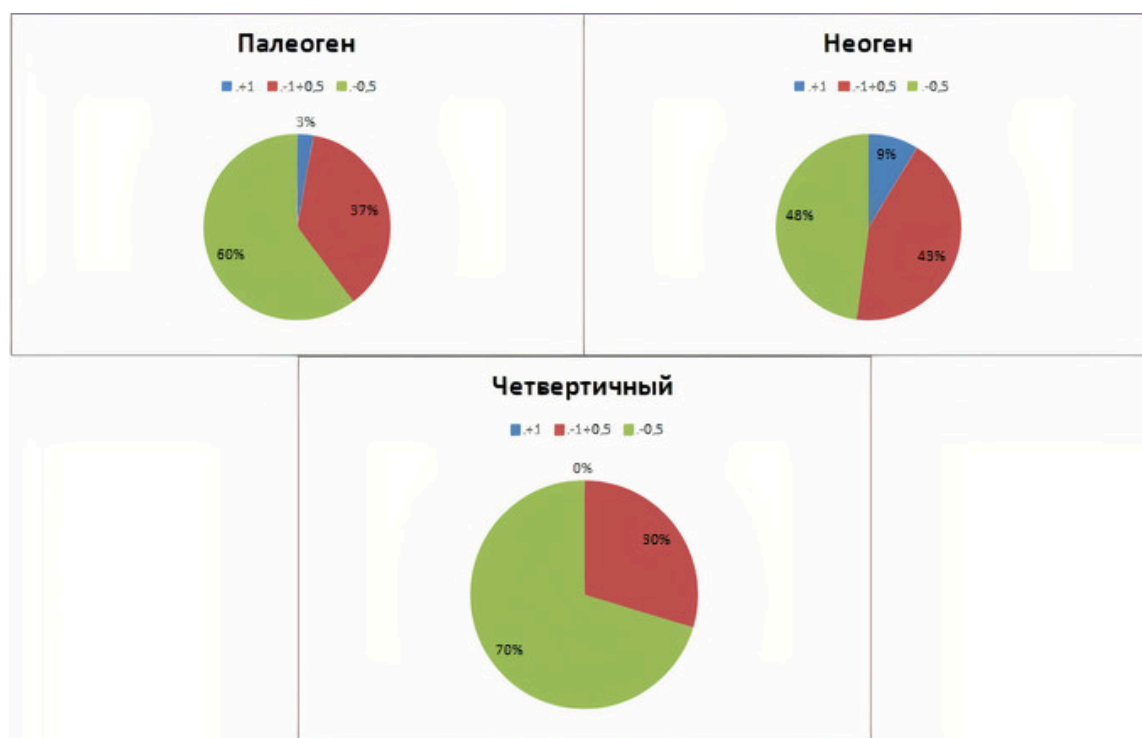 Палеоген
.+1 .-1+0,5 .-0,5
3%
37%
60%
Неоген
.+1 .-1+0,5 .-0,5
9%
48%
43%
Четвертичный
.+1 .-1+0,5 .-0,5
0%
30%
70%